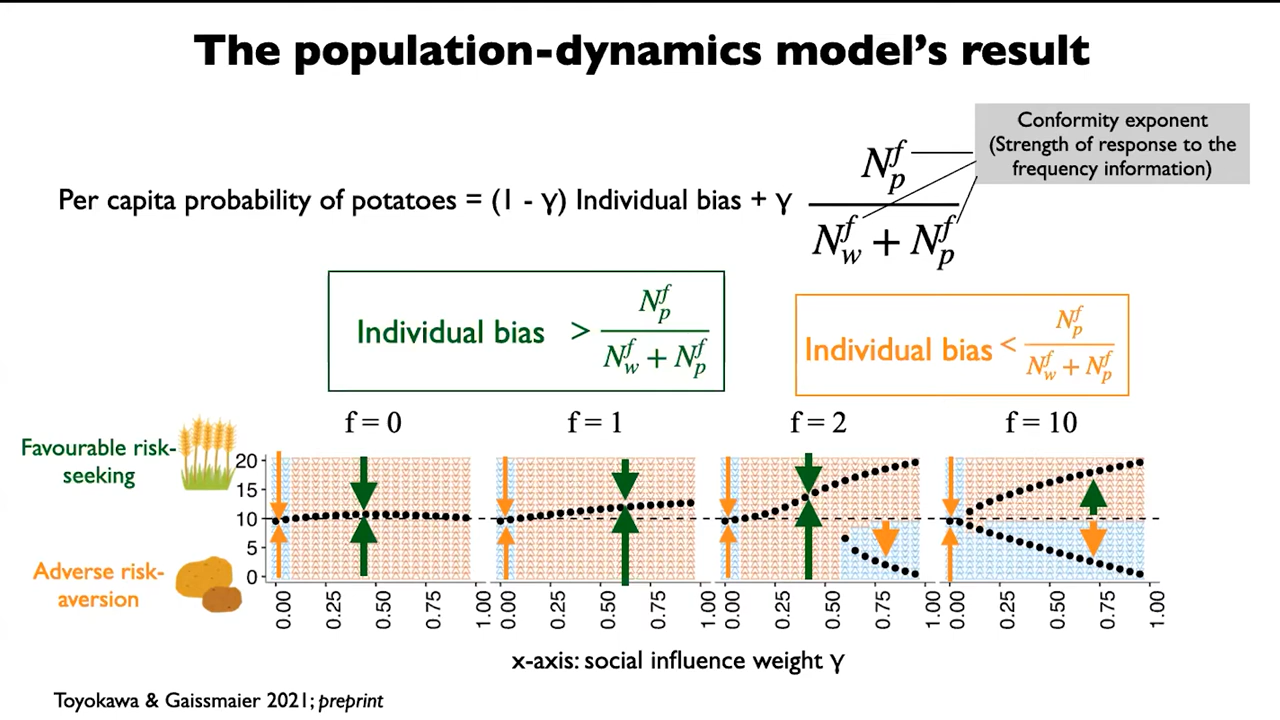 The population-dynamics model's result
Conformity exponent
(Strength of response to the
frequency information)
Per capita probability of potatoes = (1 - γ) Individual bias + γ N_p^f / (N_w^f + N_p^f)
Individual bias > N_p^f / (N_w^f + N_p^f)
Individual bias < N_p^f / (N_w^f + N_p^f)
f = 0
f = 1
f = 2
f = 10
Favourable risk-
seeking
Adverse risk-
aversion
20
15
10
5
0
0.00 0.25 0.50 0.75 1.00
0.00 0.25 0.50 0.75 1.00
0.00 0.25 0.50 0.75 1.00
0.00 0.25 0.50 0.75 1.00
x-axis: social influence weight γ
Toyokawa & Gaissmaier 2021; preprint